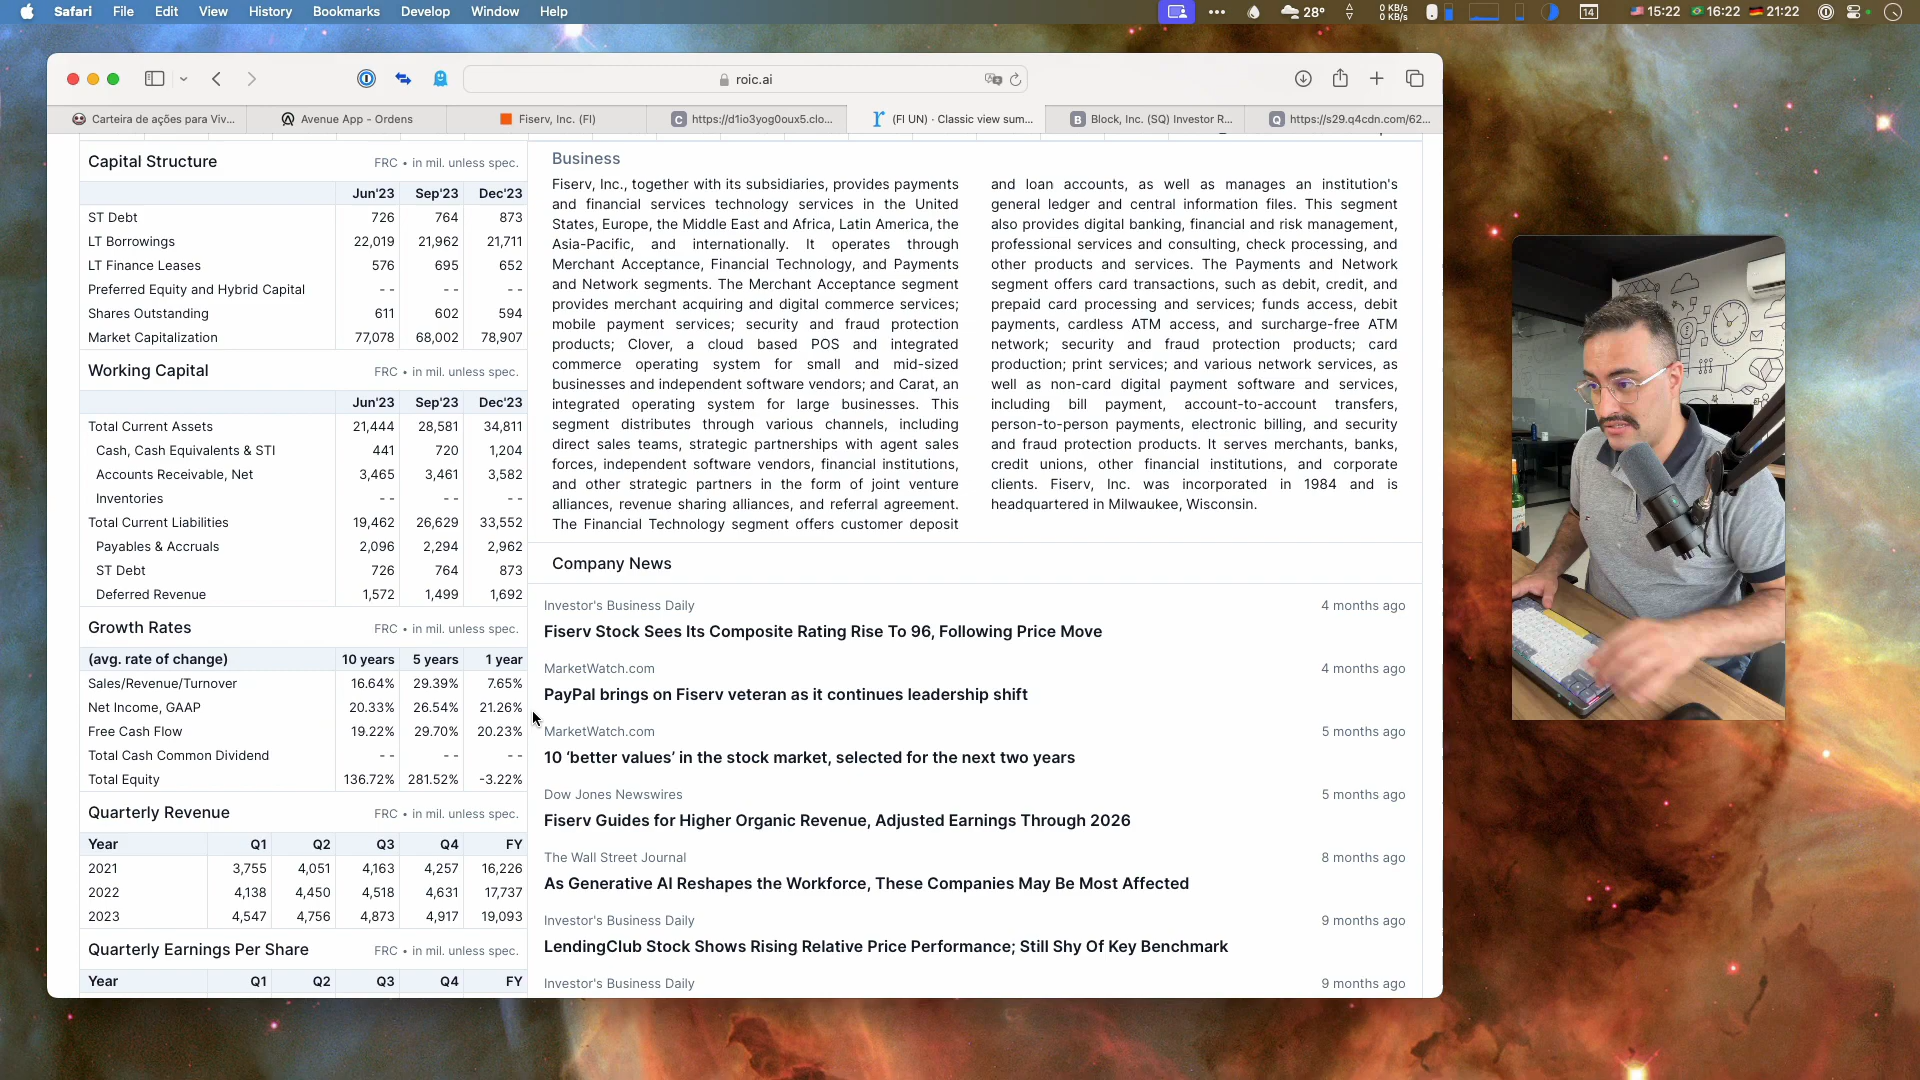 Safari File Edit View History Bookmarks Develop Window Help
28° 0 KB/s 0 KB/s 14 15:22 16:22 21:22
roic.ai
Carteira de ações para Viv...
Avenue App - Ordens
Fiserv, Inc. (FI)
C https://d1io3yog0oux5.clo...
r (FI UN) · Classic view sum...
B Block, Inc. (SQ) Investor R...
Q https://s29.q4cdn.com/62...
Capital Structure FRC • in mil. unless spec.
Jun'23 Sep'23 Dec'23
ST Debt 726 764 873
LT Borrowings 22,019 21,962 21,711
LT Finance Leases 576 695 652
Preferred Equity and Hybrid Capital - - - - - -
Shares Outstanding 611 602 594
Market Capitalization 77,078 68,002 78,907
Working Capital FRC • in mil. unless spec.
Jun'23 Sep'23 Dec'23
Total Current Assets 21,444 28,581 34,811
Cash, Cash Equivalents & STI 441 720 1,204
Accounts Receivable, Net 3,465 3,461 3,582
Inventories - - - - - -
Total Current Liabilities 19,462 26,629 33,552
Payables & Accruals 2,096 2,294 2,962
ST Debt 726 764 873
Deferred Revenue 1,572 1,499 1,692
Growth Rates FRC • in mil. unless spec.
(avg. rate of change) 10 years 5 years 1 year
Sales/Revenue/Turnover 16.64% 29.39% 7.65%
Net Income, GAAP 20.33% 26.54% 21.26%
Free Cash Flow 19.22% 29.70% 20.23%
Total Cash Common Dividend - - - - - -
Total Equity 136.72% 281.52% -3.22%
Quarterly Revenue FRC • in mil. unless spec.
Year Q1 Q2 Q3 Q4 FY
2021 3,755 4,051 4,163 4,257 16,226
2022 4,138 4,450 4,518 4,631 17,737
2023 4,547 4,756 4,873 4,917 19,093
Quarterly Earnings Per Share FRC • in mil. unless spec.
Year Q1 Q2 Q3 Q4 FY
Business
Fiserv, Inc., together with its subsidiaries, provides payments
and financial services technology services in the United
States, Europe, the Middle East and Africa, Latin America, the
Asia-Pacific, and internationally. It operates through
Merchant Acceptance, Financial Technology, and Payments
and Network segments. The Merchant Acceptance segment
provides merchant acquiring and digital commerce services;
mobile payment services; security and fraud protection
products; Clover, a cloud based POS and integrated
commerce operating system for small and mid-sized
businesses and independent software vendors; and Carat, an
integrated operating system for large businesses. This
segment distributes through various channels, including
direct sales teams, strategic partnerships with agent sales
forces, independent software vendors, financial institutions,
and other strategic partners in the form of joint venture
alliances, revenue sharing alliances, and referral agreement.
The Financial Technology segment offers customer deposit
and loan accounts, as well as manages an institution's
general ledger and central information files. This segment
also provides digital banking, financial and risk management,
professional services and consulting, check processing, and
other products and services. The Payments and Network
segment offers card transactions, such as debit, credit, and
prepaid card processing and services; funds access, debit
payments, cardless ATM access, and surcharge-free ATM
network; security and fraud protection products; card
production; print services; and various network services, as
well as non-card digital payment software and services,
including bill payment, account-to-account transfers,
person-to-person payments, electronic billing, and security
and fraud protection products. It serves merchants, banks,
credit unions, other financial institutions, and corporate
clients. Fiserv, Inc. was incorporated in 1984 and is
headquartered in Milwaukee, Wisconsin.
Company News
Investor's Business Daily 4 months ago
Fiserv Stock Sees Its Composite Rating Rise To 96, Following Price Move
MarketWatch.com 4 months ago
PayPal brings on Fiserv veteran as it continues leadership shift
MarketWatch.com 5 months ago
10 ‘better values’ in the stock market, selected for the next two years
Dow Jones Newswires 5 months ago
Fiserv Guides for Higher Organic Revenue, Adjusted Earnings Through 2026
The Wall Street Journal 8 months ago
As Generative AI Reshapes the Workforce, These Companies May Be Most Affected
Investor's Business Daily 9 months ago
LendingClub Stock Shows Rising Relative Price Performance; Still Shy Of Key Benchmark
Investor's Business Daily 9 months ago